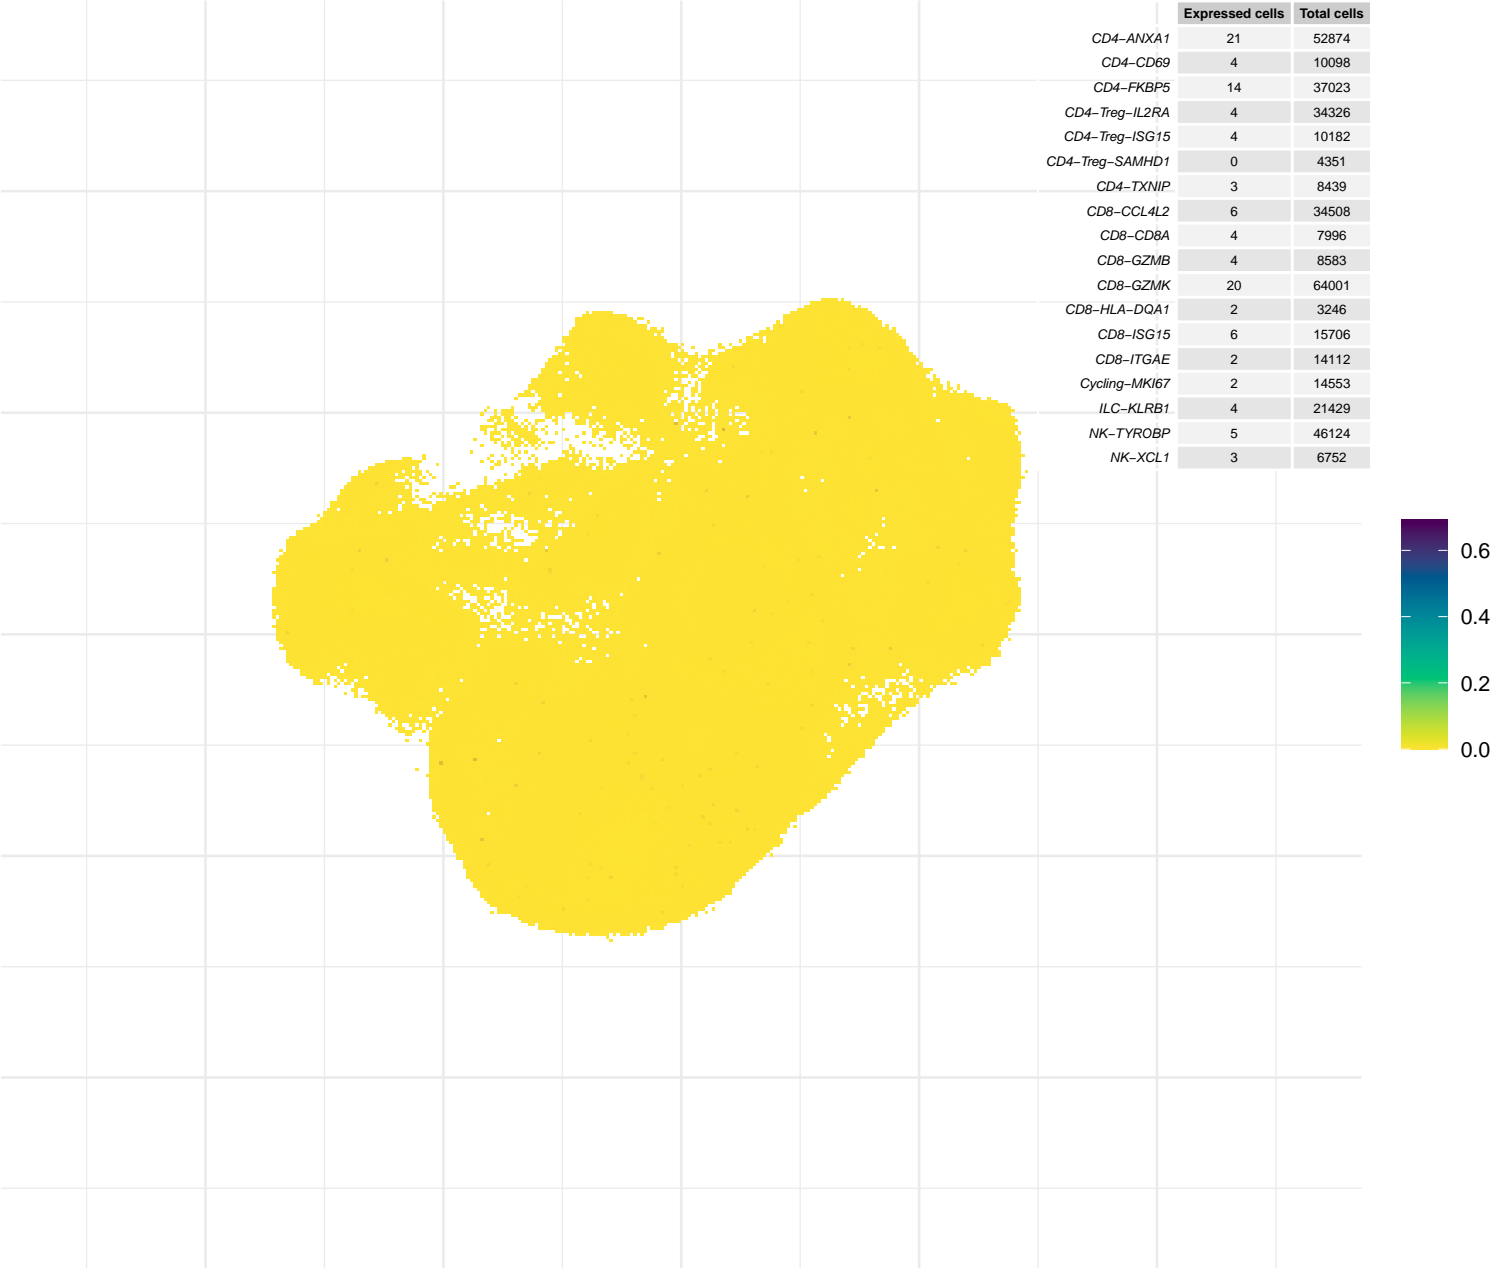 Expressed cells Total cells
CD4−ANXA1 21 52874
CD4−CD69 4 10098
CD4−FKBP5 14 37023
CD4−Treg−IL2RA 4 34326
CD4−Treg−ISG15 4 10182
CD4−Treg−SAMHD1 0 4351
CD4−TXNIP 3 8439
CD8−CCL4L2 6 34508
CD8−CD8A 4 7996
CD8−GZMB 4 8583
CD8−GZMK 20 64001
CD8−HLA−DQA1 2 3246
CD8−ISG15 6 15706
CD8−ITGAE 2 14112
Cycling−MKI67 2 14553
ILC−KLRB1 4 21429
NK−TYROBP 5 46124
NK−XCL1 3 6752
0.6
0.4
0.2
0.0